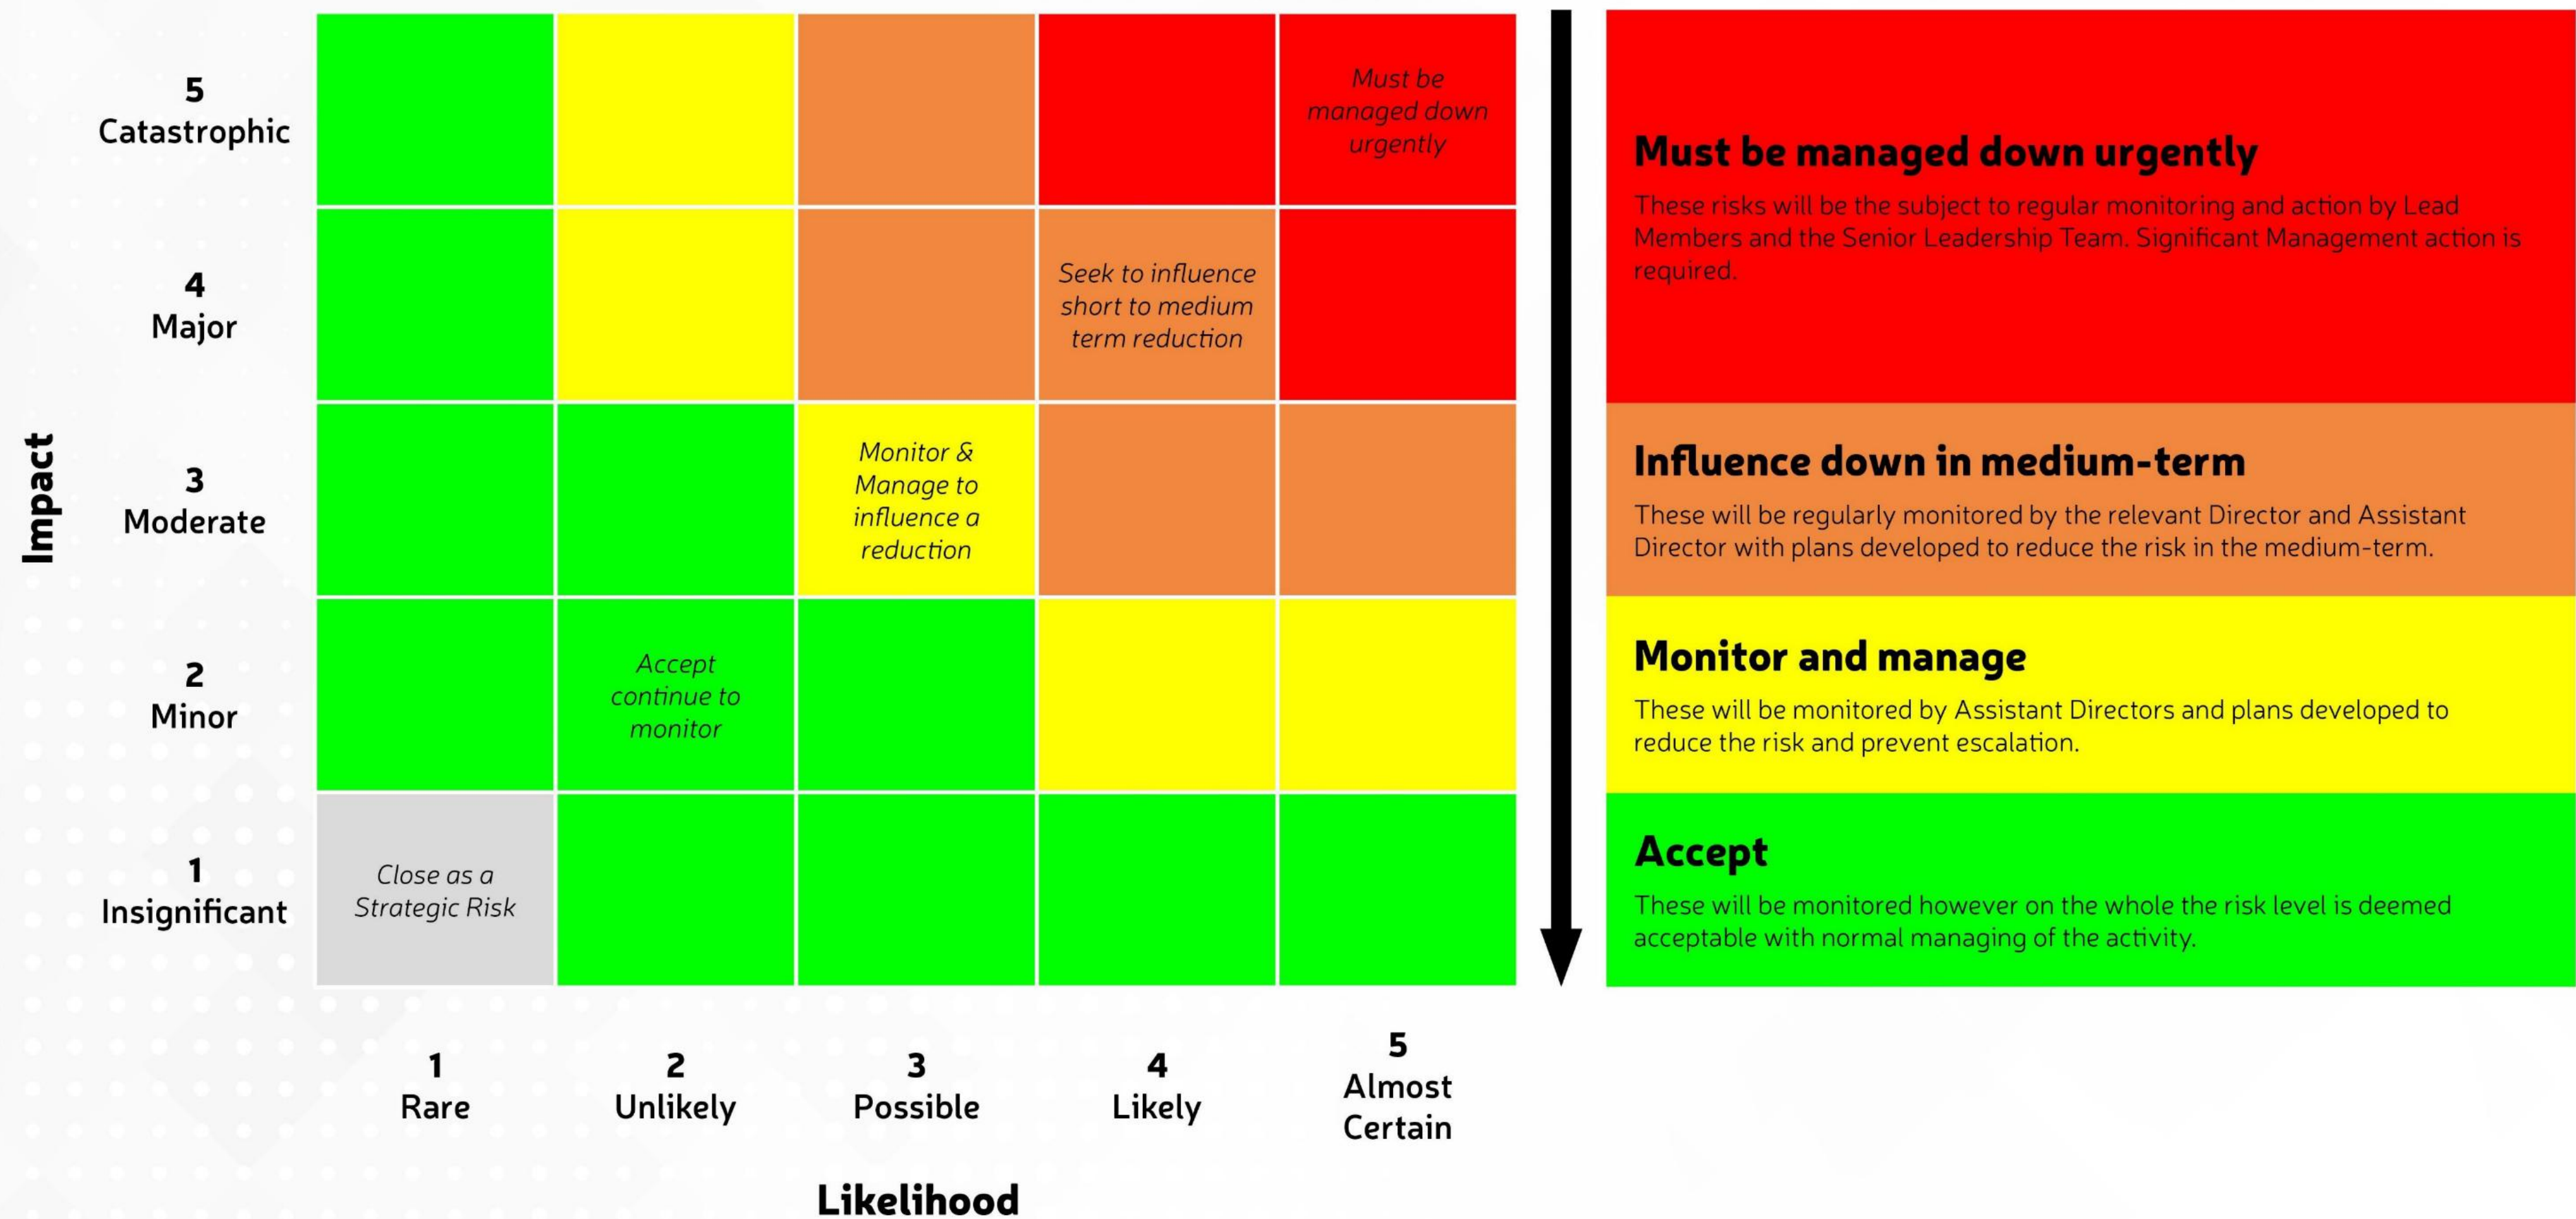 5
Catastrophic
Must be
managed down
urgently
4
Major
Seek to influence
short to medium
term reduction
Impact
3
Moderate
Monitor &
Manage to
influence a
reduction
2
Minor
Accept
continue to
monitor
1
Insignificant
Close as a
Strategic Risk
1
Rare
2
Unlikely
3
Possible
4
Likely
5
Almost
Certain
Likelihood
Must be managed down urgently
These risks will be the subject to regular monitoring and action by Lead
Members and the Senior Leadership Team. Significant Management action is
required.
Influence down in medium-term
These will be regularly monitored by the relevant Director and Assistant
Director with plans developed to reduce the risk in the medium-term.
Monitor and manage
These will be monitored by Assistant Directors and plans developed to
reduce the risk and prevent escalation.
Accept
These will be monitored however on the whole the risk level is deemed
acceptable with normal managing of the activity.